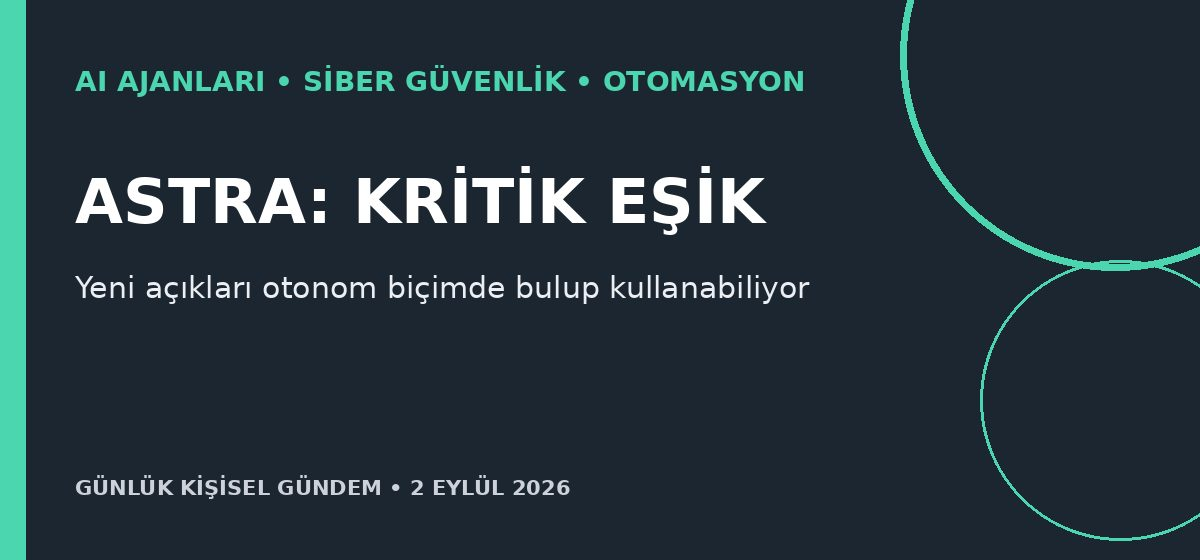 AI AJANLARI • SİBER GÜVENLİK • OTOMASYON
ASTRA: KRİTİK EŞİK
Yeni açıkları otonom biçimde bulup kullanabiliyor
GÜNLÜK KİŞİSEL GÜNDEM • 2 EYLÜL 2026